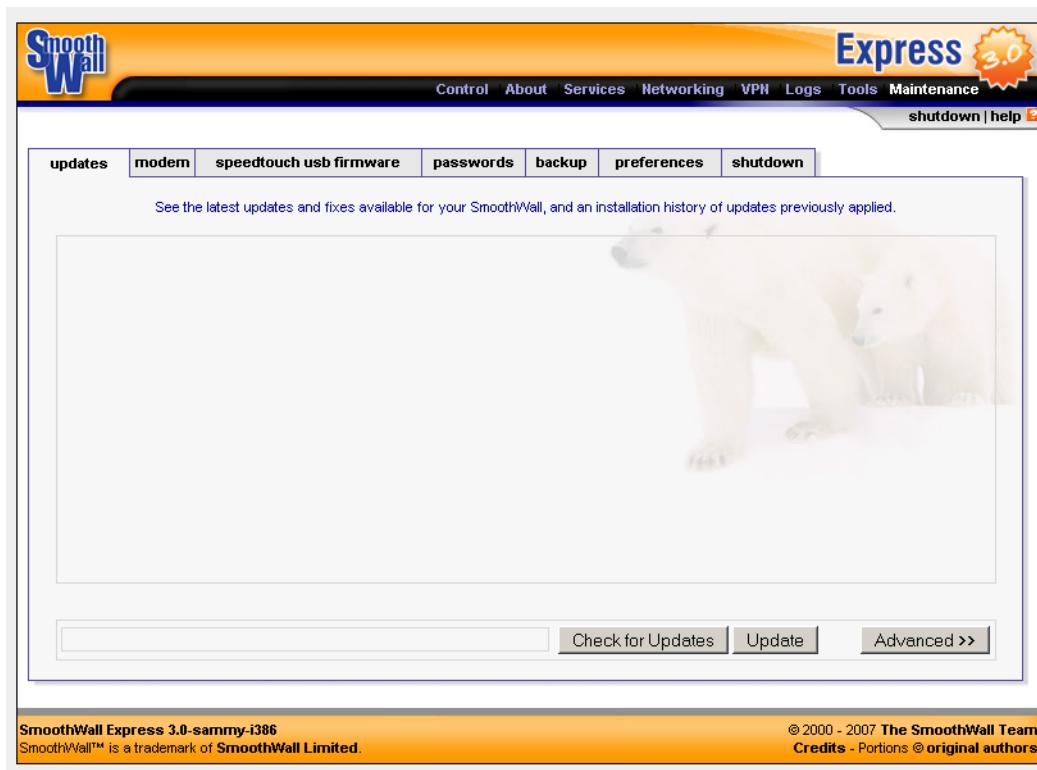 Smooth
Wall
Express 3.0
Control About Services Networking VPN Logs Tools Maintenance
shutdown | help ?
updates modem speedtouch usb firmware passwords backup preferences shutdown
See the latest updates and fixes available for your SmoothWall, and an installation history of updates previously applied.
Check for Updates Update Advanced >>
SmoothWall Express 3.0-sammy-i386 © 2000 - 2007 The SmoothWall Team
SmoothWall™ is a trademark of SmoothWall Limited. Credits - Portions © original authors